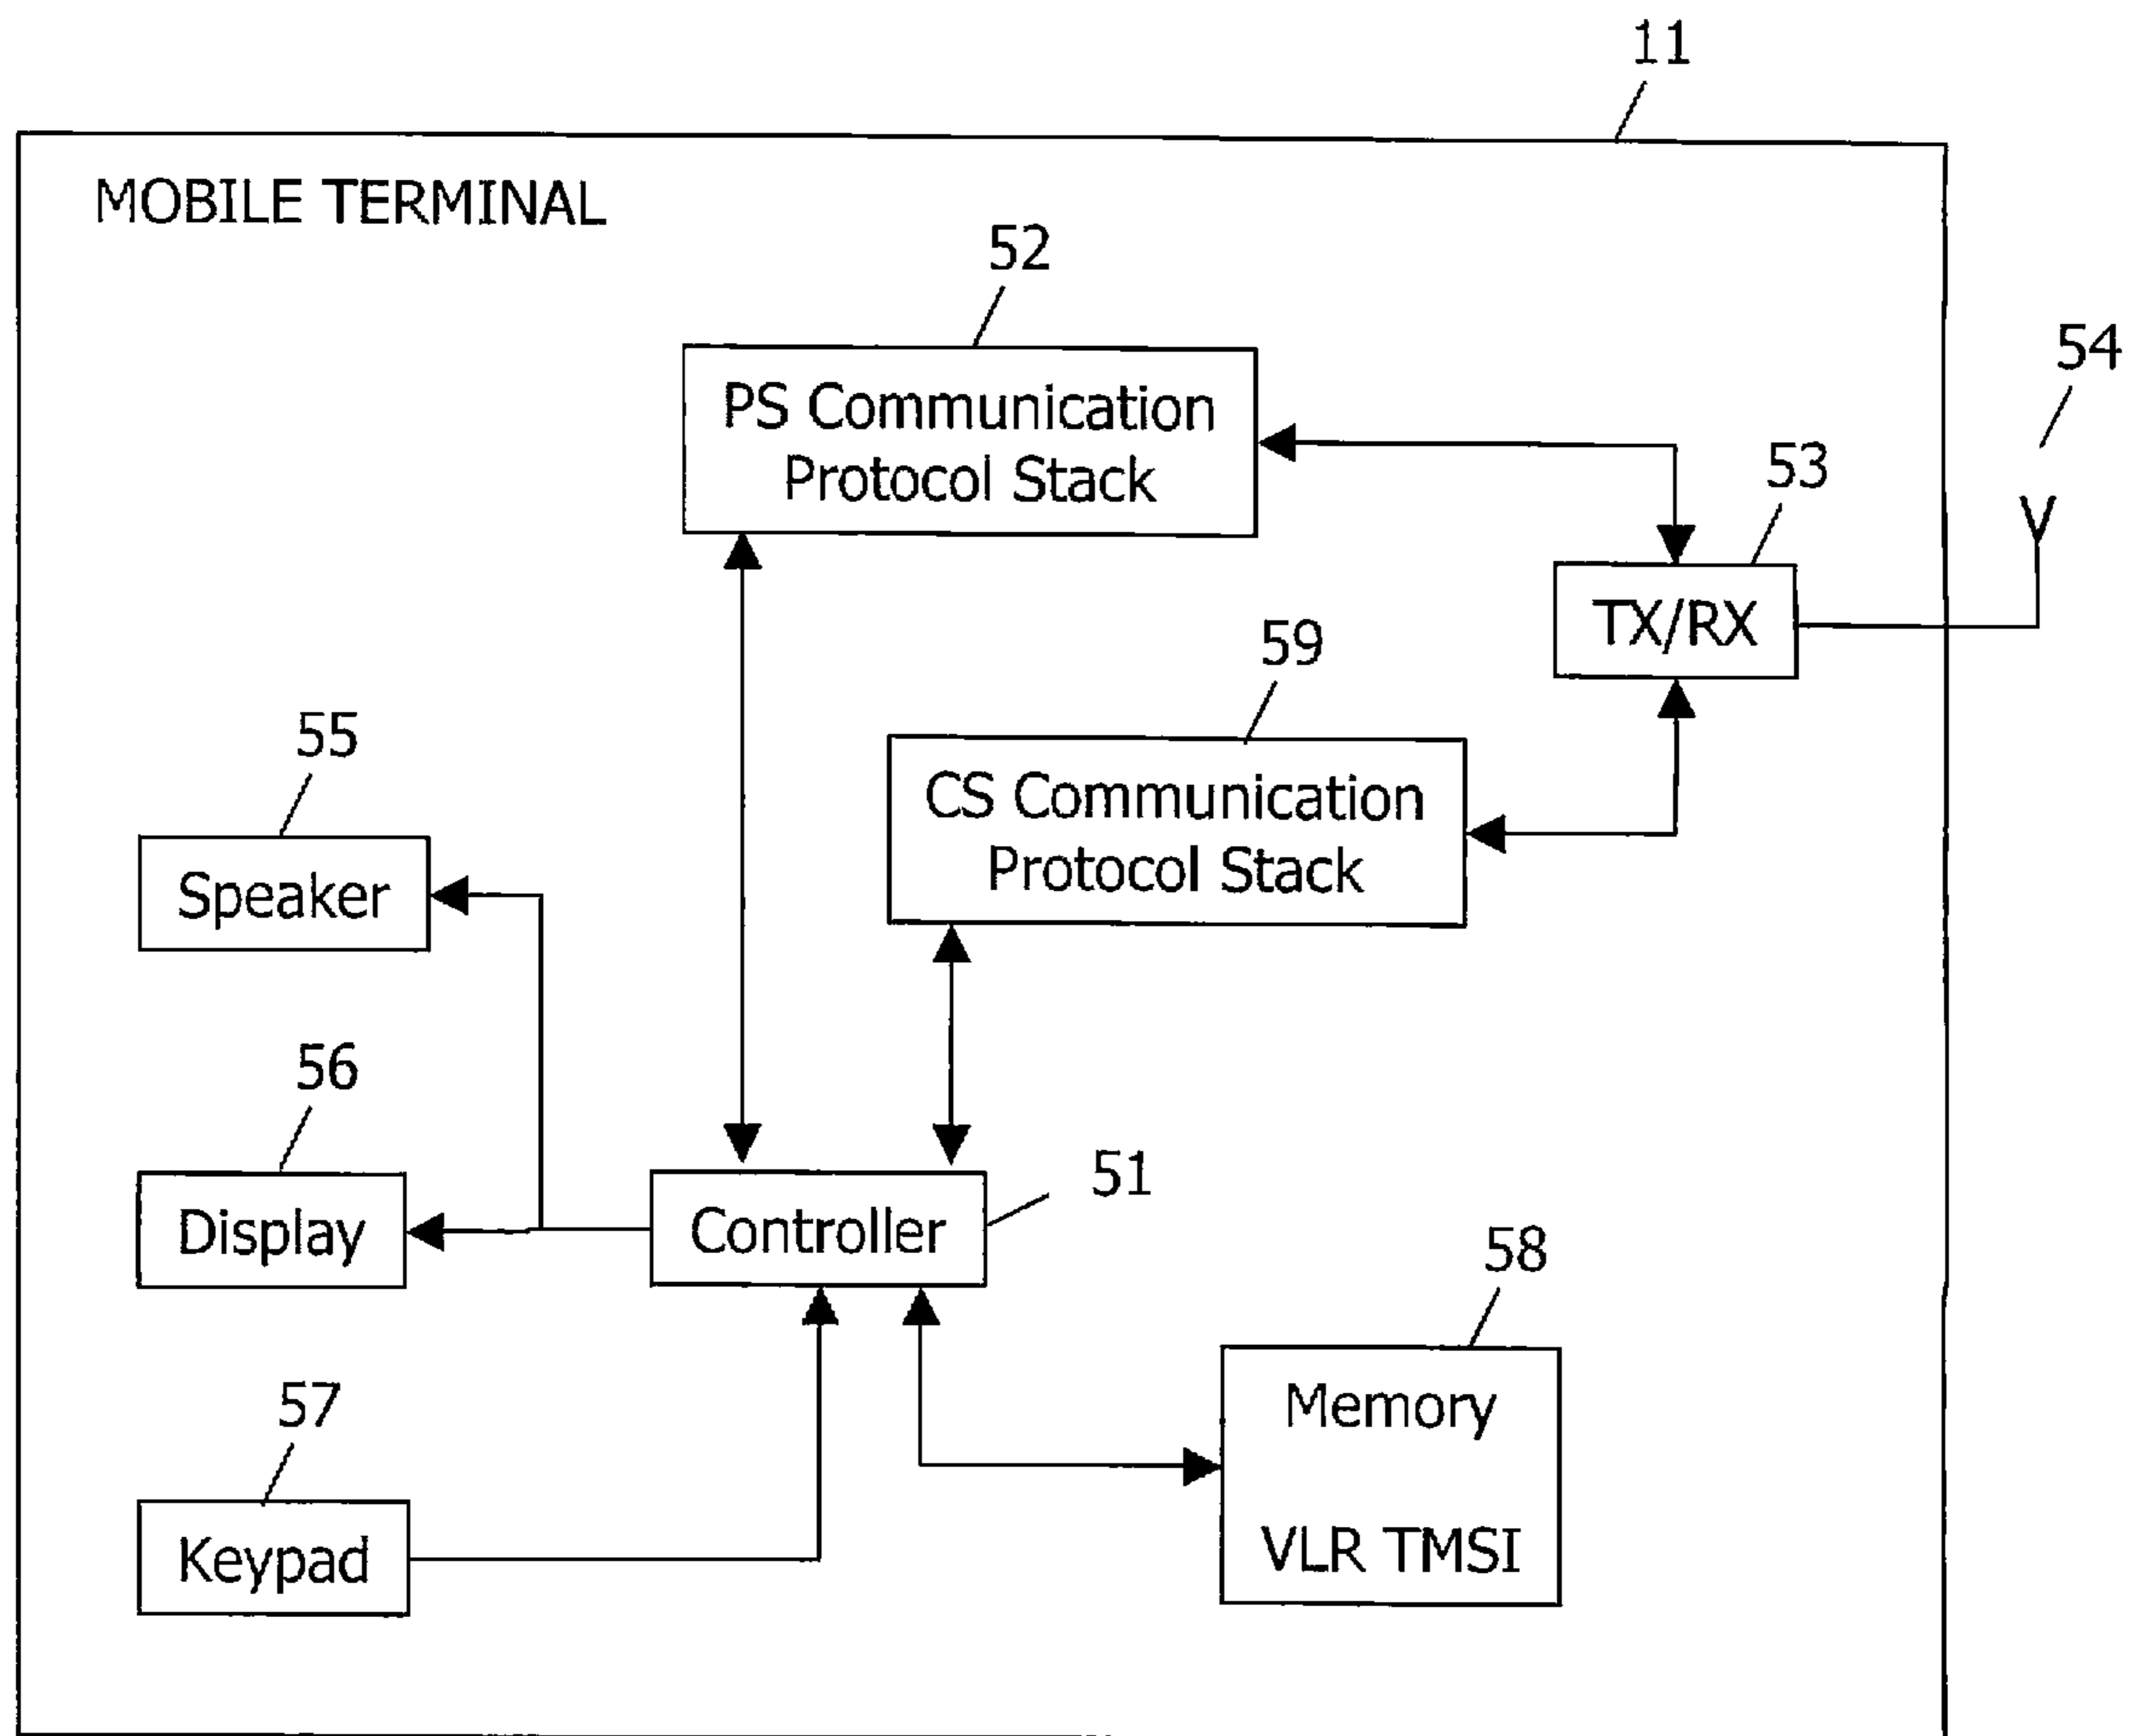 11
MOBILE TERMINAL
52
PS Communication
Protocol Stack
54
53
TX/RX
59
CS Communication
Protocol Stack
55
Speaker
56
Display
51
Controller
58
Memory
VLR TMSI
57
Keypad